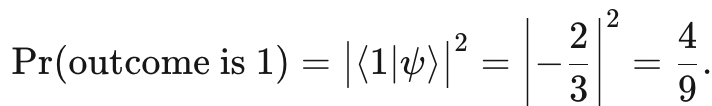 Pr(outcome is 1) = |⟨1|ψ⟩|² = |−2/3|² = 4/9.